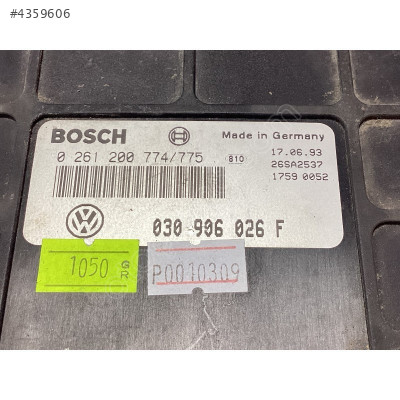 #4359606
BOSCH
Made in Germany
0 261 200 774/775
810
17.06.93
26SA2537
1759 0052
030 906 026 F
1050 GR
P0010309